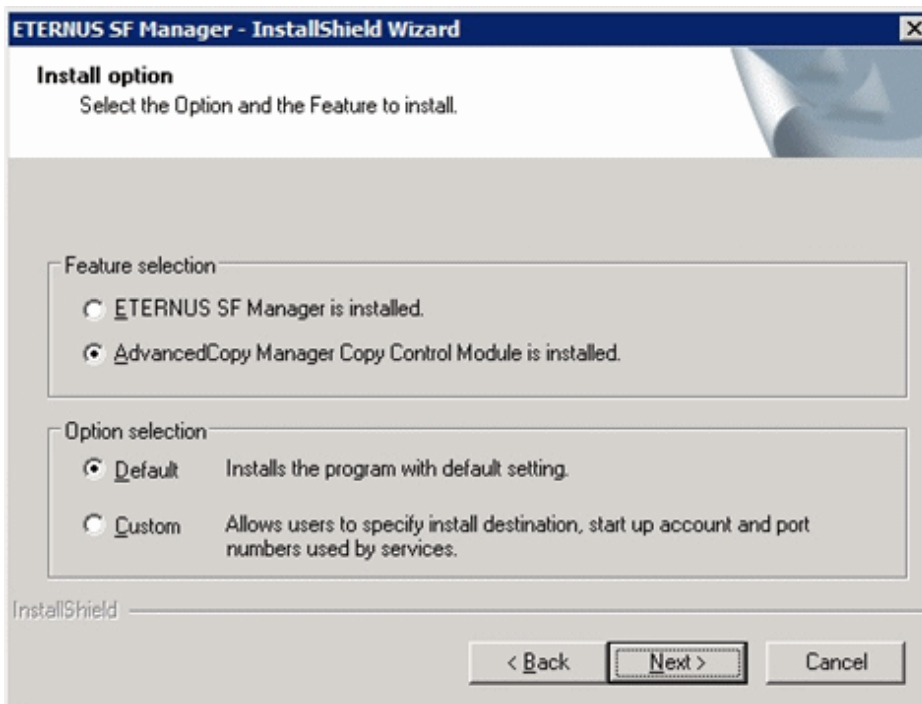 ETERNUS SF Manager - InstallShield Wizard
Install option
Select the Option and the Feature to install.
Feature selection
ETERNUS SF Manager is installed.
AdvancedCopy Manager Copy Control Module is installed.
Option selection
Default Installs the program with default setting.
Custom Allows users to specify install destination, start up account and port
numbers used by services.
InstallShield
< Back Next > Cancel